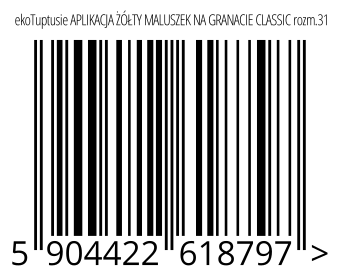 ekoTuptusie APLIKACJA ŻÓŁTY MALUSZEK NA GRANACIE CLASSIC rozm.31
5 904422 618797 >